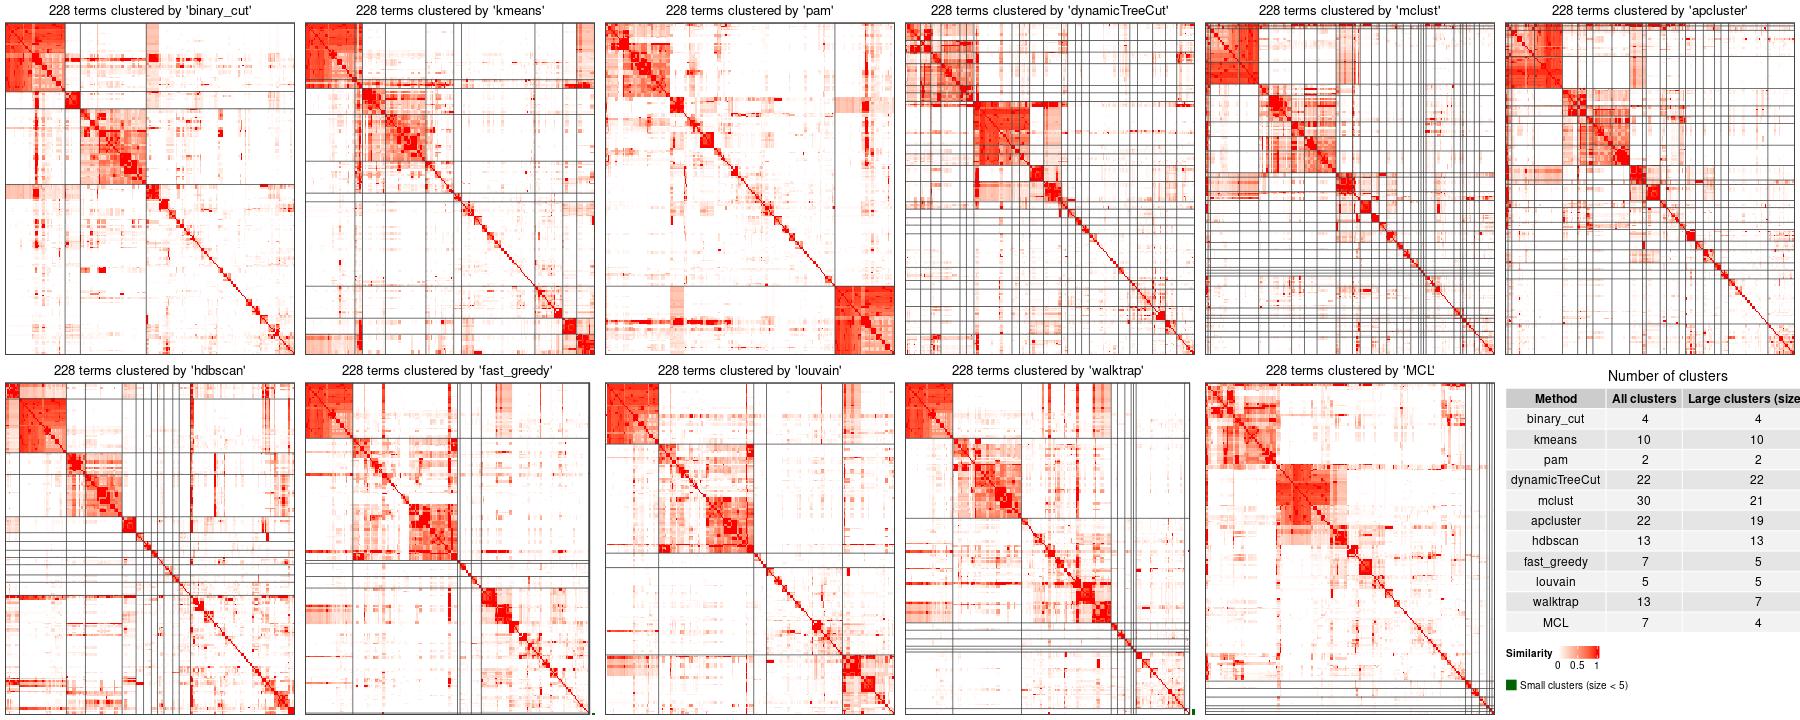 228 terms clustered by 'binary_cut'
228 terms clustered by 'kmeans'
228 terms clustered by 'pam'
228 terms clustered by 'dynamicTreeCut'
228 terms clustered by 'mclust'
228 terms clustered by 'apcluster'
228 terms clustered by 'hdbscan'
228 terms clustered by 'fast_greedy'
228 terms clustered by 'louvain'
228 terms clustered by 'walktrap'
228 terms clustered by 'MCL'
Number of clusters
Method All clusters Large clusters (size
binary_cut 4 4
kmeans 10 10
pam 2 2
dynamicTreeCut 22 22
mclust 30 21
apcluster 22 19
hdbscan 13 13
fast_greedy 7 5
louvain 5 5
walktrap 13 7
MCL 7 4
Similarity
0 0.5 1
Small clusters (size < 5)